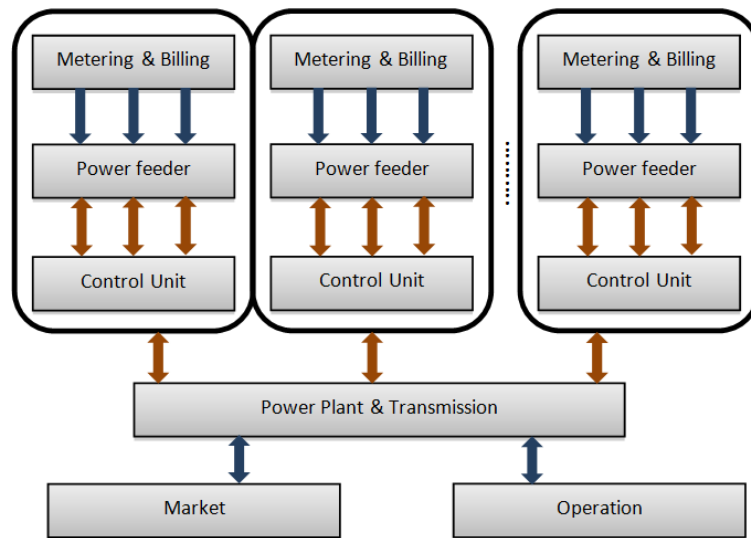 Metering & Billing
Metering & Billing
Metering & Billing
Power feeder
Power feeder
Power feeder
Control Unit
Control Unit
Control Unit
Power Plant & Transmission
Market
Operation